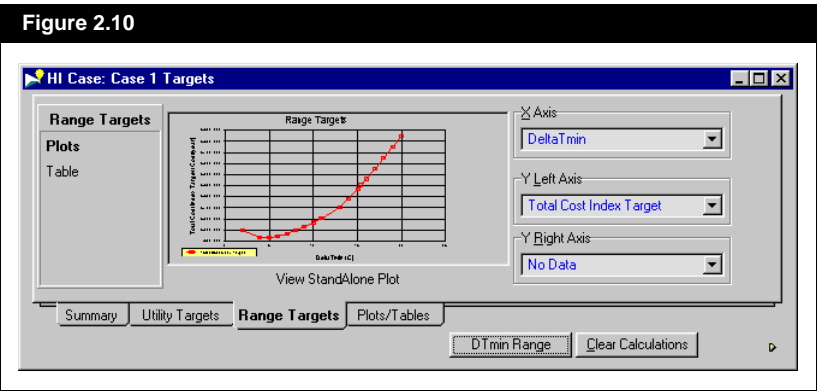 Figure 2.10
HI Case: Case 1 Targets
Range Targets
Plots
Table
Range Targets
DeltaTmin (C)
View StandAlone Plot
X Axis
DeltaTmin
Y Left Axis
Total Cost Index Target
Y Right Axis
No Data
Summary
Utility Targets
Range Targets
Plots/Tables
DTmin Range
Clear Calculations